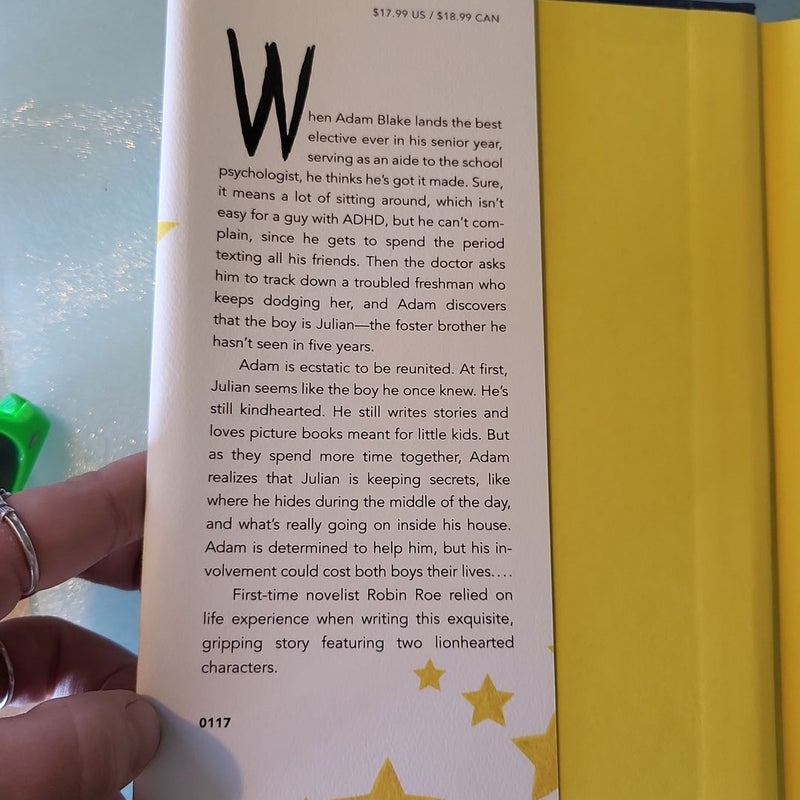 $17.99 US / $18.99 CAN
When Adam Blake lands the best
elective ever in his senior year,
serving as an aide to the school
psychologist, he thinks he's got it made. Sure,
it means a lot of sitting around, which isn't
easy for a guy with ADHD, but he can't com-
plain, since he gets to spend the period
texting all his friends. Then the doctor asks
him to track down a troubled freshman who
keeps dodging her, and Adam discovers
that the boy is Julian—the foster brother he
hasn't seen in five years.
Adam is ecstatic to be reunited. At first,
Julian seems like the boy he once knew. He's
still kindhearted. He still writes stories and
loves picture books meant for little kids. But
as they spend more time together, Adam
realizes that Julian is keeping secrets, like
where he hides during the middle of the day,
and what's really going on inside his house.
Adam is determined to help him, but his in-
volvement could cost both boys their lives....
First-time novelist Robin Roe relied on
life experience when writing this exquisite,
gripping story featuring two lionhearted
characters.
0117